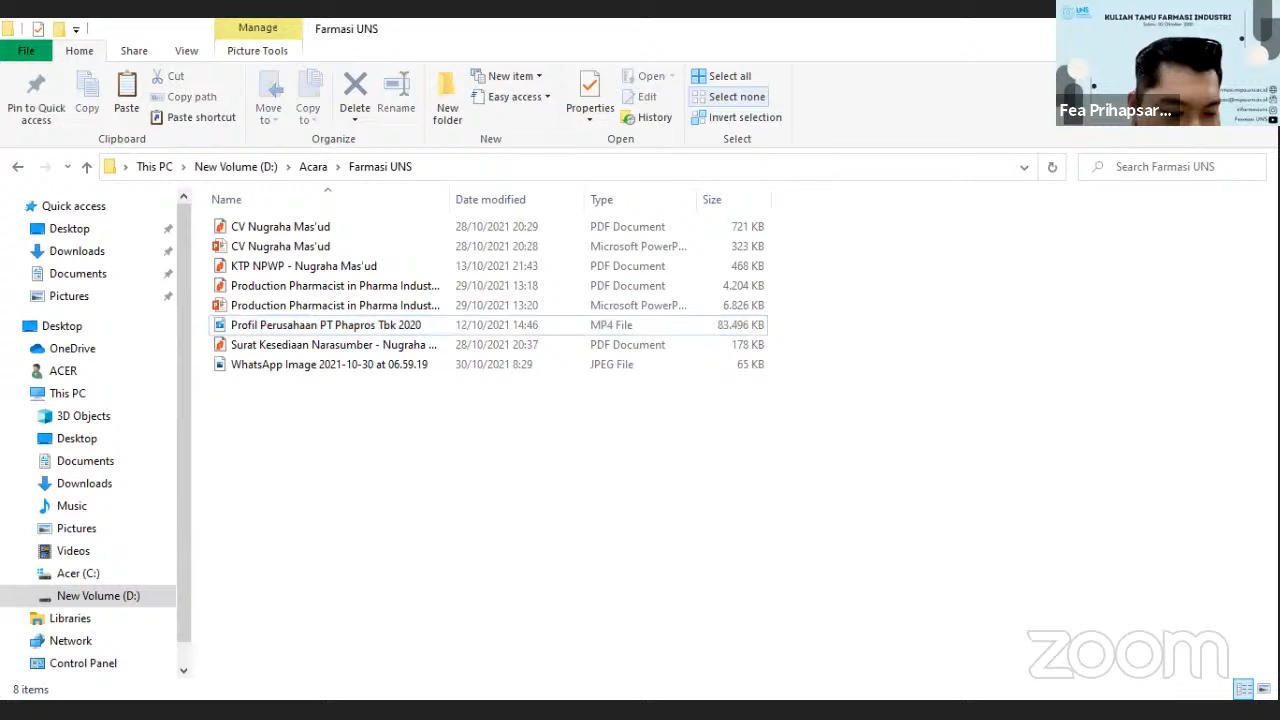 Manage
Farmasi UNS
File
Home
Share
View
Picture Tools
Pin to Quick access
Copy
Paste
Cut
Copy path
Paste shortcut
Clipboard
Move to
Copy to
Delete
Rename
Organize
New folder
New item
Easy access
New
Properties
Open
Edit
History
Open
Select all
Select none
Invert selection
Select
UNS
KULIAH TAMU FARMASI INDUSTRI
Fea Prihapsar...
This PC > New Volume (D:) > Acara > Farmasi UNS
Search Farmasi UNS
Name Date modified Type Size
CV Nugraha Mas'ud 28/10/2021 20:29 PDF Document 721 KB
CV Nugraha Mas'ud 28/10/2021 20:28 Microsoft PowerP... 323 KB
KTP NPWP - Nugraha Mas'ud 13/10/2021 21:43 PDF Document 468 KB
Production Pharmacist in Pharma Indust... 29/10/2021 13:18 PDF Document 4.204 KB
Production Pharmacist in Pharma Indust... 29/10/2021 13:20 Microsoft PowerP... 6.826 KB
Profil Perusahaan PT Phapros Tbk 2020 12/10/2021 14:46 MP4 File 83.496 KB
Surat Kesediaan Narasumber - Nugraha ... 28/10/2021 20:37 PDF Document 178 KB
WhatsApp Image 2021-10-30 at 06.59.19 30/10/2021 8:29 JPEG File 65 KB
Quick access
Desktop
Downloads
Documents
Pictures
Desktop
OneDrive
ACER
This PC
3D Objects
Desktop
Documents
Downloads
Music
Pictures
Videos
Acer (C:)
New Volume (D:)
Libraries
Network
Control Panel
8 items
zoom